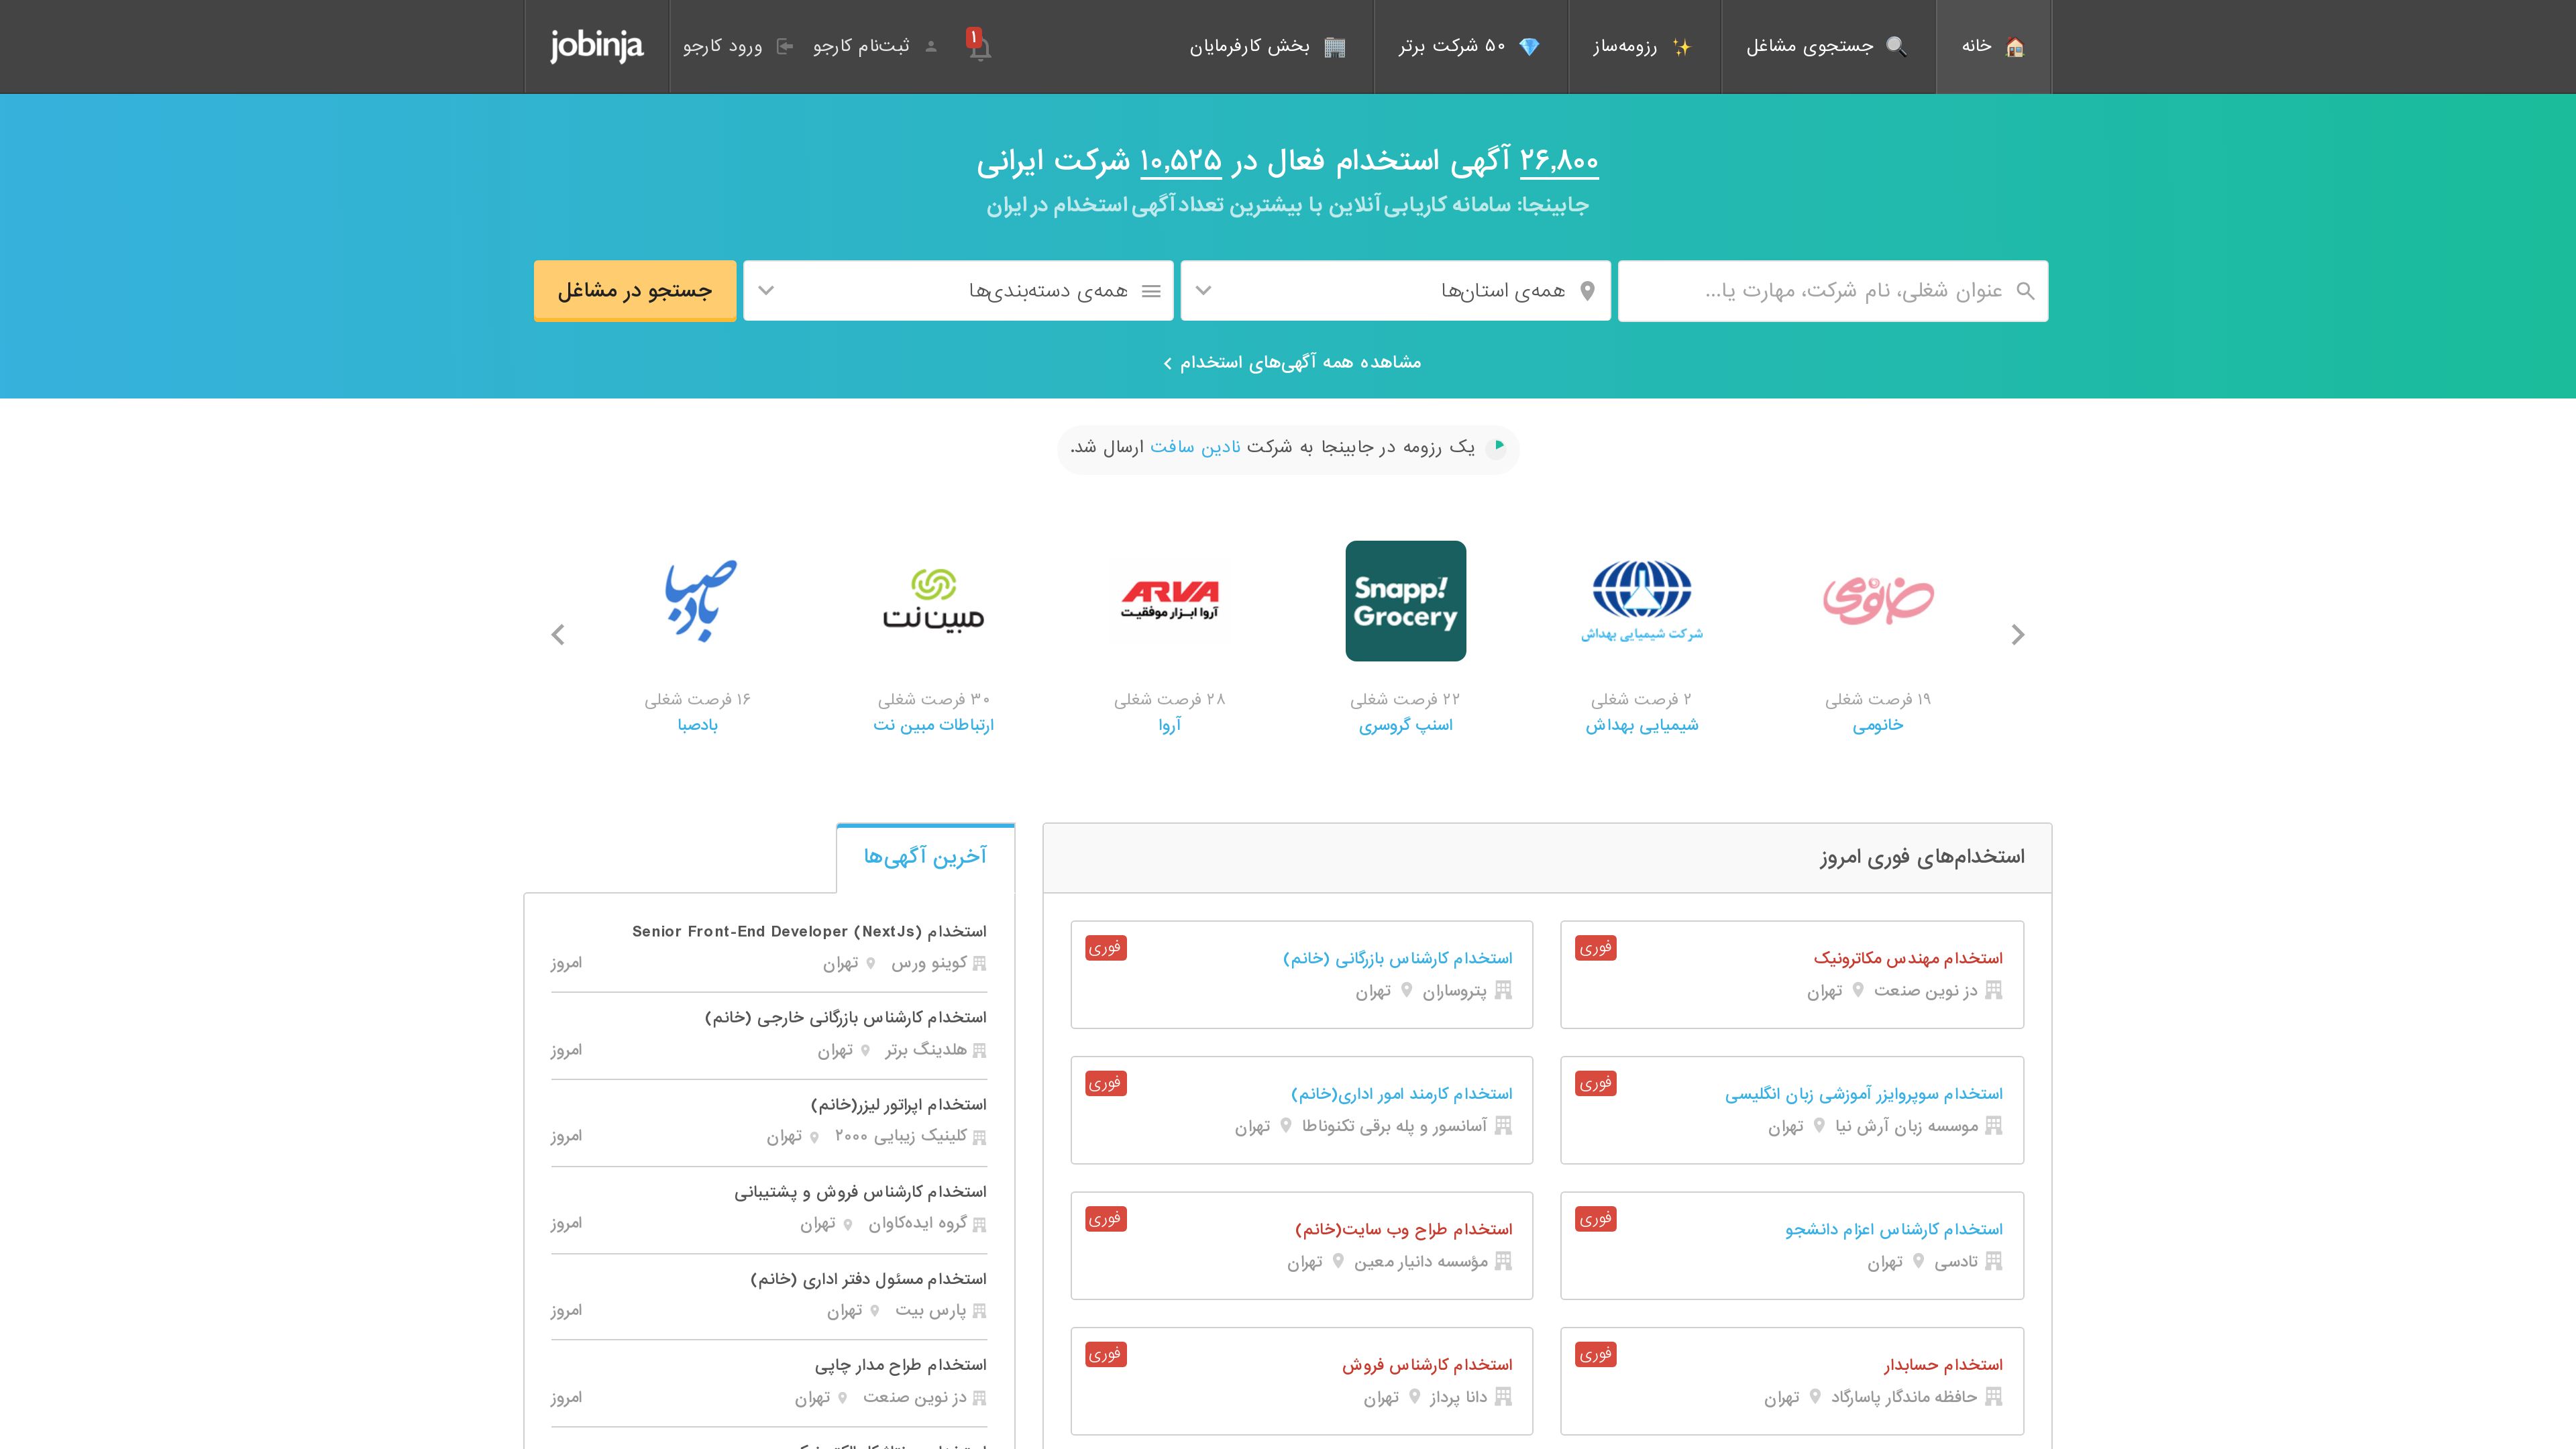 خانه
جستجوی مشاغل
رزومه‌ساز
۵۰ شرکت برتر
بخش کارفرمایان
۱
ثبت‌نام کارجو
ورود کارجو
jobinja
۲۶,۸۰۰ آگهی استخدام فعال در ۱۰,۵۲۵ شرکت ایرانی
جابینجا: سامانه کاریابی آنلاین با بیشترین تعداد آگهی استخدام در ایران
عنوان شغلی، نام شرکت، مهارت یا...
همه‌ی استان‌ها
همه‌ی دسته‌بندی‌ها
جستجو در مشاغل
مشاهده همه آگهی‌های استخدام
یک رزومه در جابینجا به شرکت نادین سافت ارسال شد.
خانومی
۱۹ فرصت شغلی
خانومی
شرکت شیمیایی بهداش
۲ فرصت شغلی
شیمیایی بهداش
Snapp!
Grocery
۲۲ فرصت شغلی
اسنپ گروسری
ARVA
آروا ابزار موفقیت
۲۸ فرصت شغلی
آروا
مبین‌نت
۳۰ فرصت شغلی
ارتباطات مبین نت
بادصبا
۱۶ فرصت شغلی
بادصبا
استخدام‌های فوری امروز
استخدام مهندس مکاترونیک
فوری
دز نوین صنعت تهران
استخدام کارشناس بازرگانی (خانم)
فوری
پتروساران تهران
استخدام سوپروایزر آموزشی زبان انگلیسی
فوری
موسسه زبان آرش نیا تهران
استخدام کارمند امور اداری(خانم)
فوری
آسانسور و پله برقی تکنوناطا تهران
استخدام کارشناس اعزام دانشجو
فوری
تادسی تهران
استخدام طراح وب سایت(خانم)
فوری
مؤسسه دانیار معین تهران
استخدام حسابدار
فوری
حافظه ماندگار پاسارگاد تهران
استخدام کارشناس فروش
فوری
دانا پرداز تهران
آخرین آگهی‌ها
استخدام Senior Front-End Developer (NextJs)
کوینو ورس تهران امروز
استخدام کارشناس بازرگانی خارجی (خانم)
هلدینگ برتر تهران امروز
استخدام اپراتور لیزر(خانم)
کلینیک زیبایی ۲۰۰۰ تهران امروز
استخدام کارشناس فروش و پشتیبانی
گروه ایده‌کاوان تهران امروز
استخدام مسئول دفتر اداری (خانم)
پارس بیت تهران امروز
استخدام طراح مدار چاپی
دز نوین صنعت تهران امروز